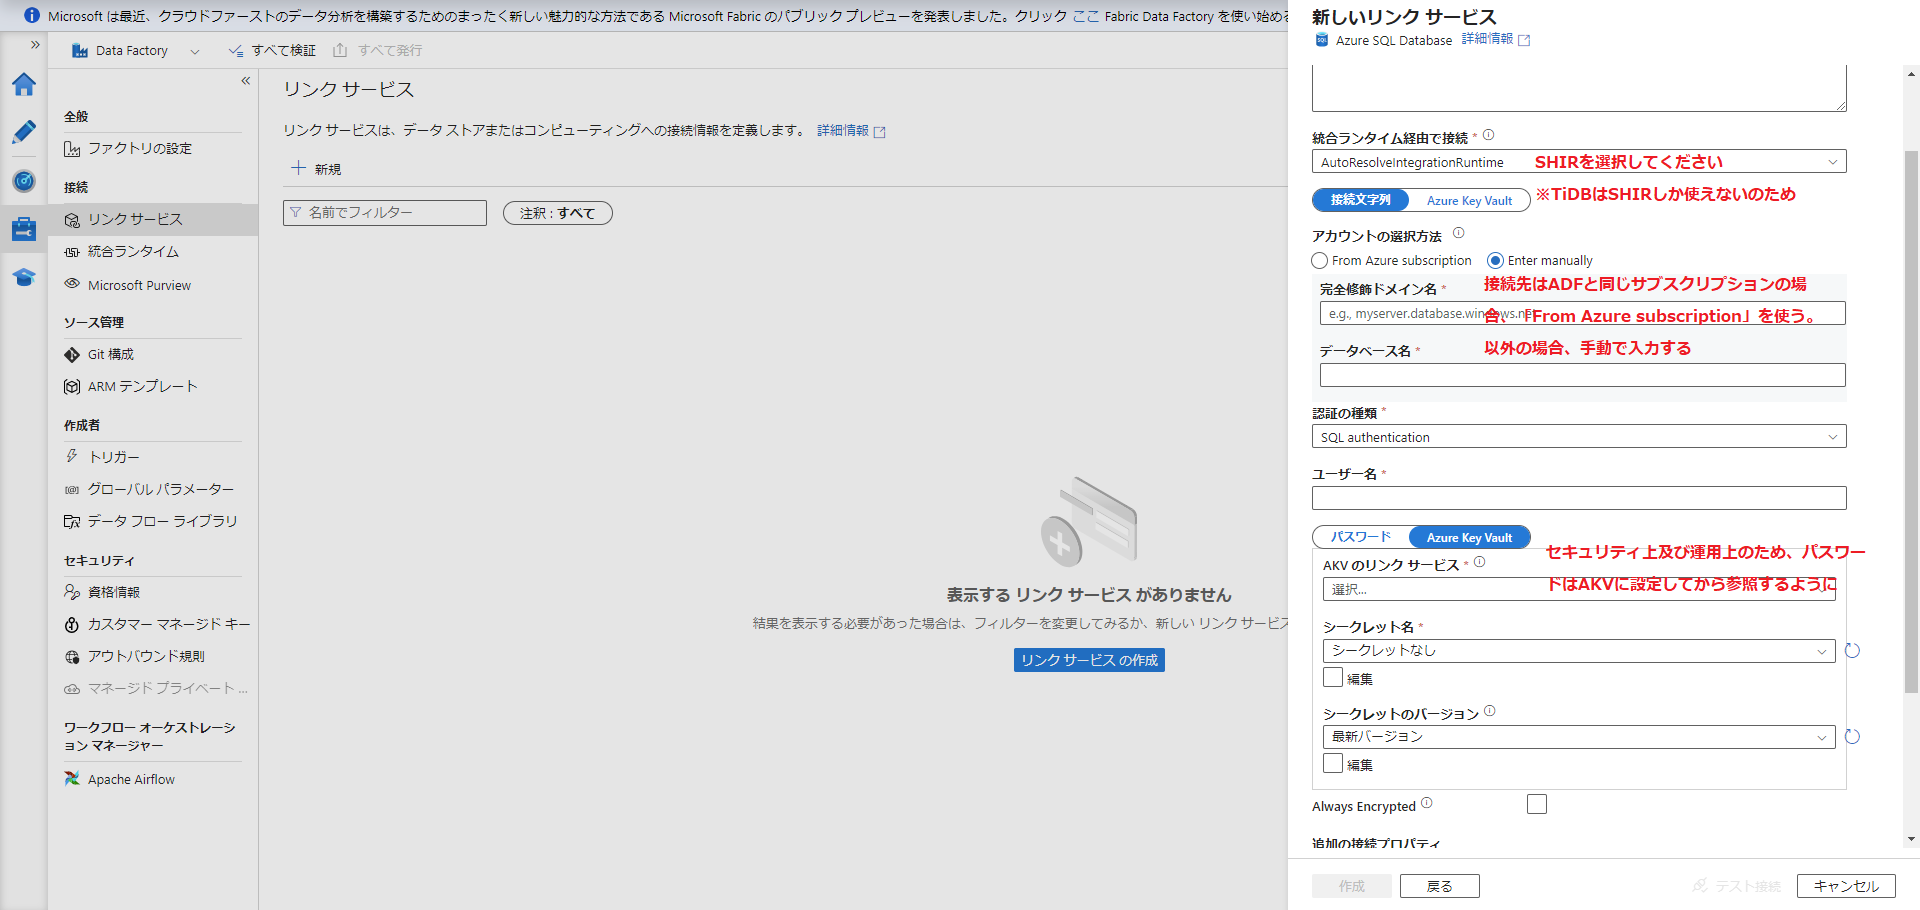 Microsoft は最近、クラウドファーストのデータ分析を構築するためのまったく新しい魅力的な方法である Microsoft Fabric のパブリック プレビューを発表しました。クリック ここ Fabric Data Factory を使い始める
Data Factory
すべて検証
すべて発行
全般
ファクトリの設定
接続
リンク サービス
統合ランタイム
Microsoft Purview
ソース管理
Git 構成
ARM テンプレート
作成者
トリガー
グローバル パラメーター
データ フロー ライブラリ
セキュリティ
資格情報
カスタマー マネージド キー
アウトバウンド規則
マネージド プライベート ...
ワークフロー オーケストレーシ
ョン マネージャー
Apache Airflow
リンク サービス
リンク サービスは、データ ストアまたはコンピューティングへの接続情報を定義します。 詳細情報
新規
名前でフィルター
注釈 : すべて
表示する リンク サービス がありません
結果を表示する必要があった場合は、フィルターを変更してみるか、新しい リンク サービス
リンク サービス の作成
新しいリンク サービス
Azure SQL Database 詳細情報
統合ランタイム経由で接続 *
AutoResolveIntegrationRuntime
SHIRを選択してください
接続文字列
Azure Key Vault
※TiDBはSHIRしか使えないのため
アカウントの選択方法
From Azure subscription
Enter manually
完全修飾ドメイン名 *
接続先はADFと同じサブスクリプションの場
e.g., myserver.database.windows.net
合、「From Azure subscription」を使う。
データベース名 *
以外の場合、手動で入力する
認証の種類 *
SQL authentication
ユーザー名 *
パスワード
Azure Key Vault
セキュリティ上及び運用上のため、パスワー
AKV のリンク サービス *
選択...
ドはAKVに設定してから参照するように
シークレット名 *
シークレットなし
編集
シークレットのバージョン
最新バージョン
編集
Always Encrypted
追加の接続プロパティ
作成
戻る
テスト接続
キャンセル